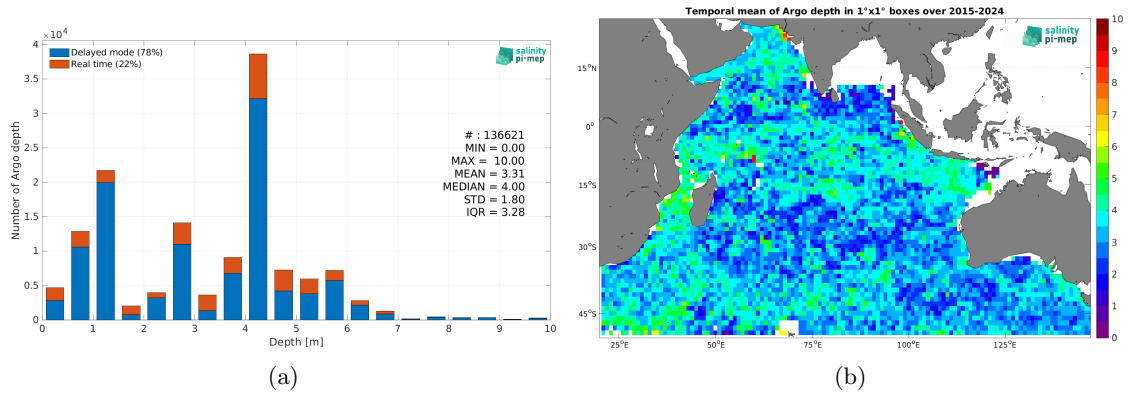 ×10⁴
4
3.5
3
2.5
2
1.5
1
0.5
0
Number of Argo depth
Delayed mode (78%)
Real time (22%)
salinity
pi-mep
# : 136621
MIN = 0.00
MAX = 10.00
MEAN = 3.31
MEDIAN = 4.00
STD = 1.80
IQR = 3.28
0 1 2 3 4 5 6 7 8 9 10
Depth [m]
(a)
Temporal mean of Argo depth in 1°x1° boxes over 2015-2024
salinity
pi-mep
15°N
0°
15°S
30°S
45°S
25°E 50°E 75°E 100°E 125°E
10
9
8
7
6
5
4
3
2
1
0
(b)